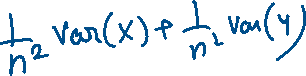 1/n² Var(X) + 1/n² Var(Y)